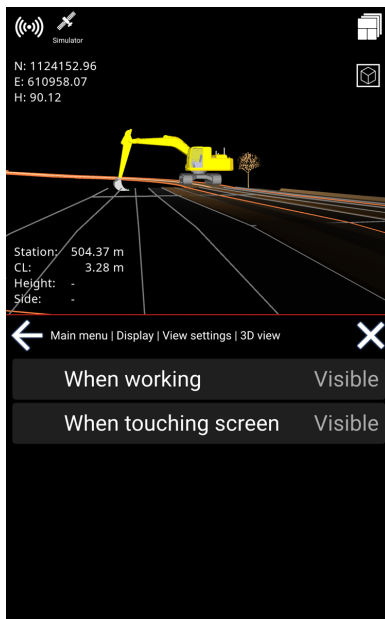 Simulator
N: 1124152.96
E: 610958.07
H: 90.12
Station: 504.37 m
CL: 3.28 m
Height: -
Side: -
Main menu | Display | View settings | 3D view
When working Visible
When touching screen Visible